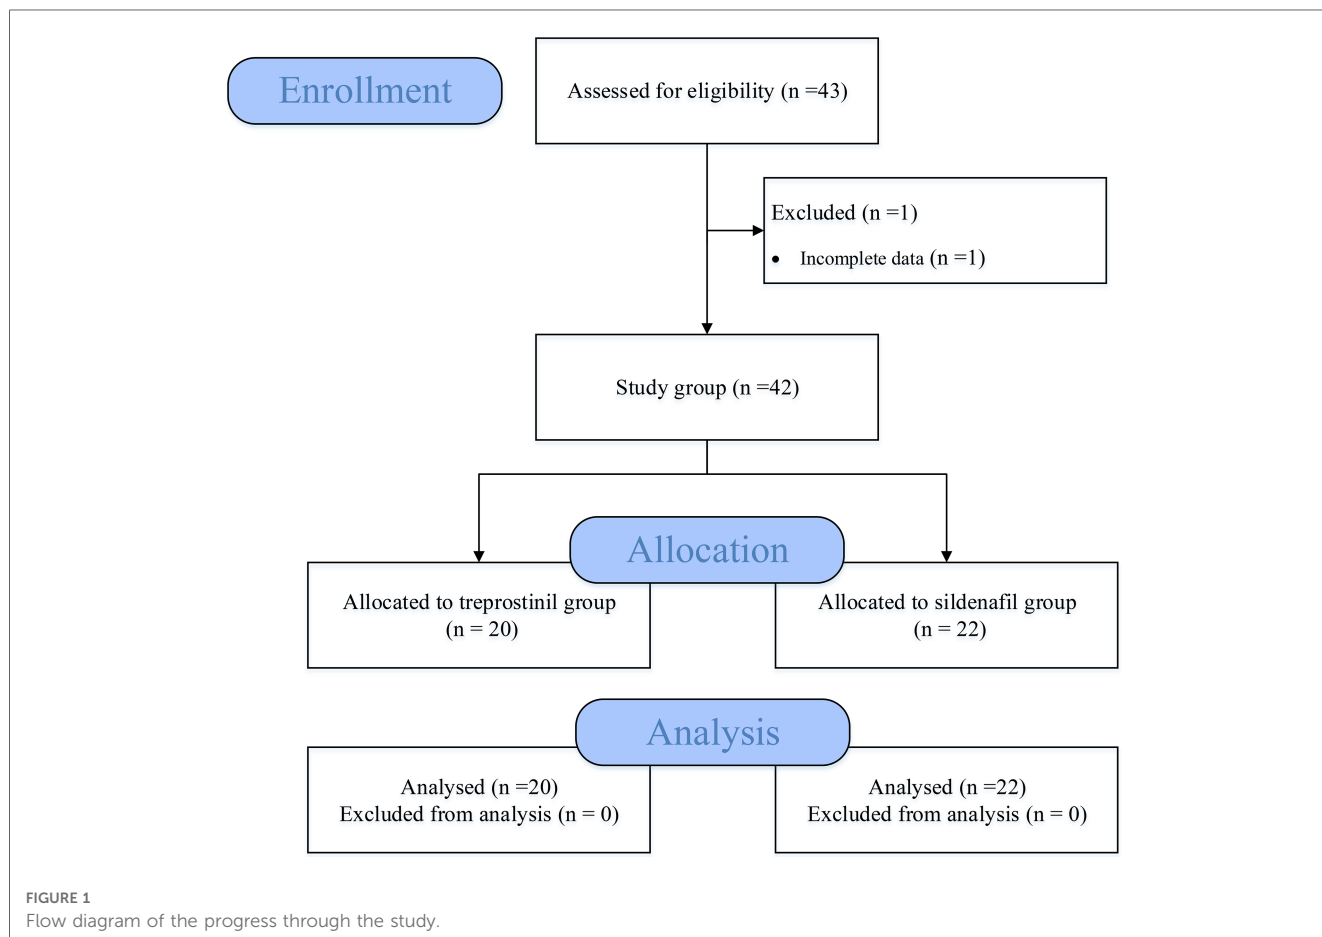 Enrollment
Assessed for eligibility (n =43)
Excluded (n =1)
• Incomplete data (n =1)
Study group (n =42)
Allocation
Allocated to treprostinil group
(n = 20)
Allocated to sildenafil group
(n = 22)
Analysis
Analysed (n =20)
Excluded from analysis (n = 0)
Analysed (n =22)
Excluded from analysis (n = 0)
FIGURE 1
Flow diagram of the progress through the study.